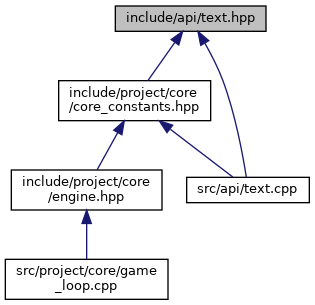 include/api/text.hpp
include/project/core
/core_constants.hpp
include/project/core
/engine.hpp
src/api/text.cpp
src/project/core/game
_loop.cpp